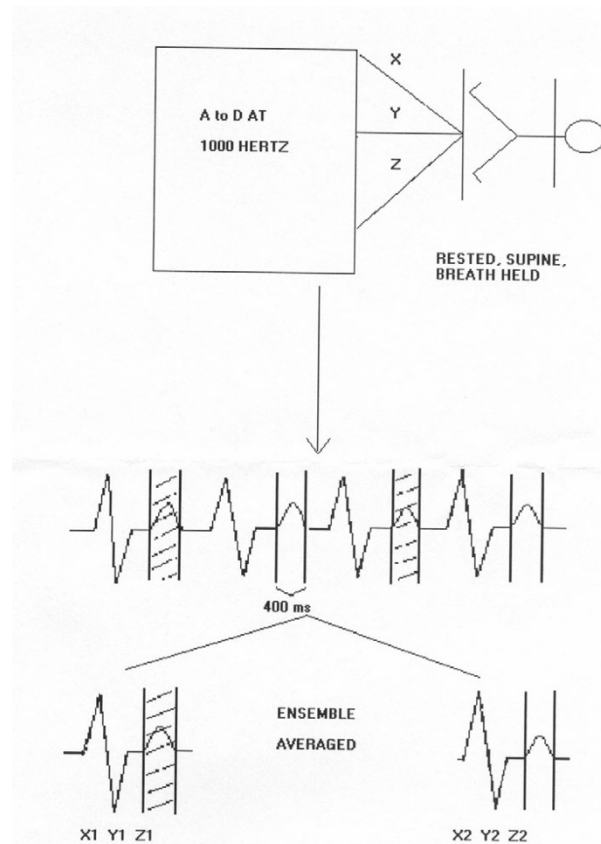 X
A to D AT
Y
1000 HERTZ
Z
RESTED, SUPINE,
BREATH HELD
400 ms
ENSEMBLE
AVERAGED
X1 Y1 Z1
X2 Y2 Z2